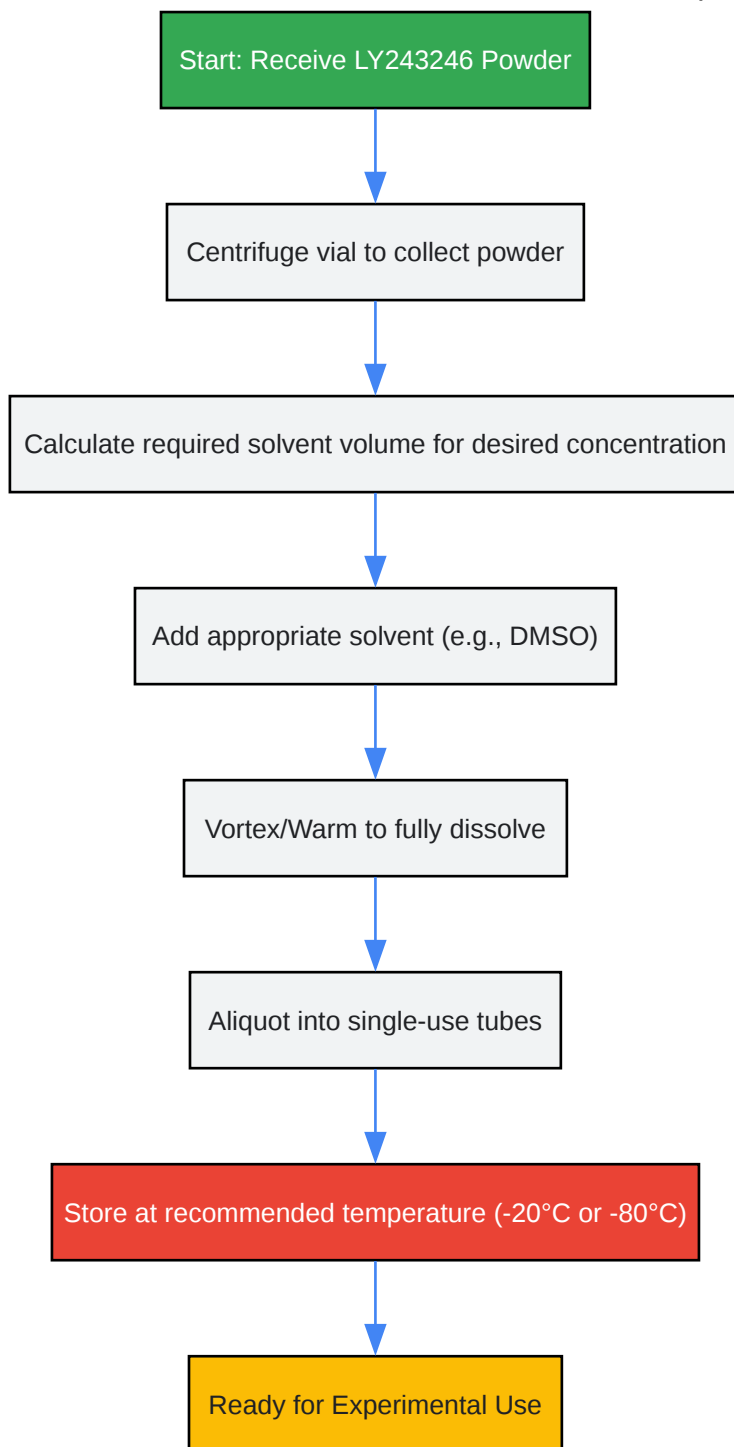 Start: Receive LY243246 Powder
Centrifuge vial to collect powder
Calculate required solvent volume for desired concentration
Add appropriate solvent (e.g., DMSO)
Vortex/Warm to fully dissolve
Aliquot into single-use tubes
Store at recommended temperature (-20°C or -80°C)
Ready for Experimental Use